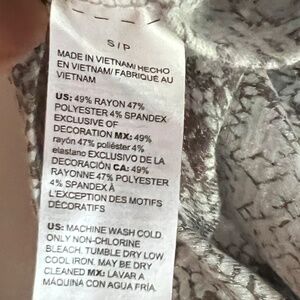 S/P
MADE IN VIETNAM/ HECHO
EN VIETNAM/ FABRIQUÉ AU
VIETNAM
US: 49% RAYON 47%
POLYESTER 4% SPANDEX
EXCLUSIVE OF
DECORATION MX: 49%
rayón 47% poliéster 4%
elastano EXCLUSIVO DE LA
DECORACIÓN CA: 49%
RAYONNE 47% POLYESTER
4% SPANDEX À
L'EXCEPTION DES MOTIFS
DÉCORATIFS
US: MACHINE WASH COLD.
ONLY NON-CHLORINE
BLEACH. TUMBLE DRY LOW.
COOL IRON. MAY BE DRY
CLEANED MX: LAVAR A
MÁQUINA CON AGUA FRÍA.